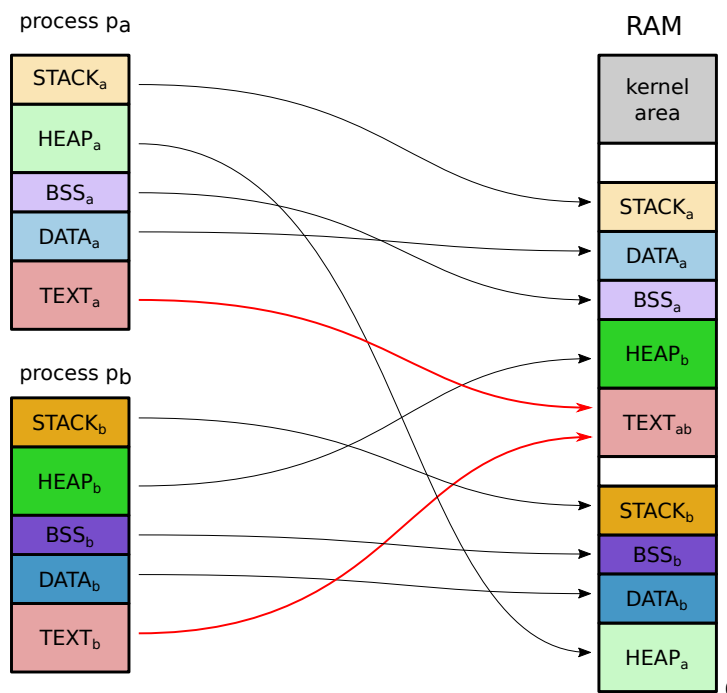 process pa
STACKa
HEAPa
BSSa
DATAa
TEXTa
process pb
STACKb
HEAPb
BSSb
DATAb
TEXTb
RAM
kernel
area
STACKa
DATAa
BSSa
HEAPb
TEXTab
STACKb
BSSb
DATAb
HEAPa